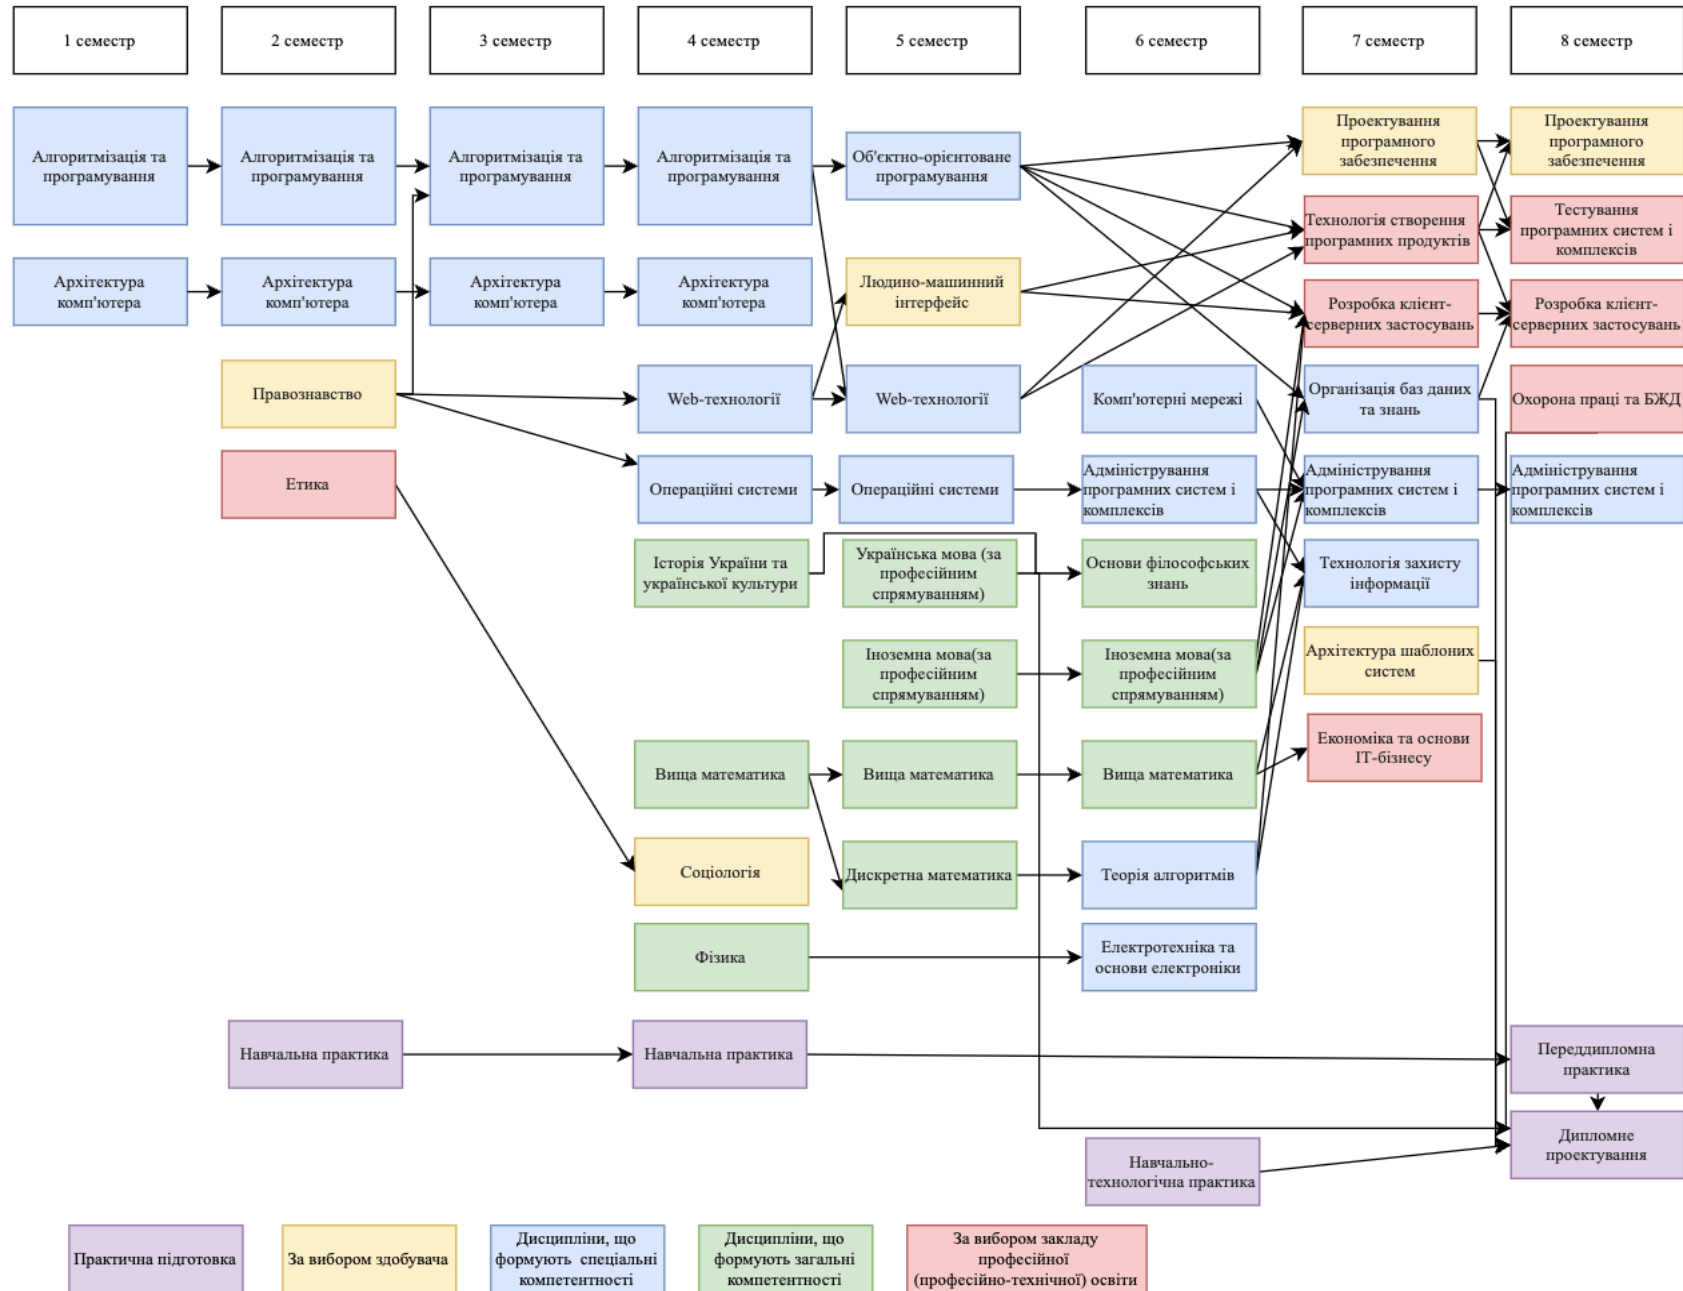 1 семестр
2 семестр
3 семестр
4 семестр
5 семестр
6 семестр
7 семестр
8 семестр
Алгоритмізація та
програмування
Алгоритмізація та
програмування
Алгоритмізація та
програмування
Алгоритмізація та
програмування
Об'єктно-орієнтоване
програмування
Проектування
програмного
забезпечення
Проектування
програмного
забезпечення
Технологія створення
програмних продуктів
Тестування
програмних систем і
комплексів
Архітектура
комп'ютера
Архітектура
комп'ютера
Архітектура
комп'ютера
Архітектура
комп'ютера
Людино-машинний
інтерфейс
Розробка клієнт-
серверних застосувань
Розробка клієнт-
серверних застосувань
Правознавство
Web-технології
Web-технології
Комп'ютерні мережі
Організація баз даних
та знань
Охорона праці та БЖД
Етика
Операційні системи
Операційні системи
Адміністрування
програмних систем і
комплексів
Адміністрування
програмних систем і
комплексів
Адміністрування
програмних систем і
комплексів
Історія України та
української культури
Українська мова (за
професійним
спрямуванням)
Основи філософських
знань
Технологія захисту
інформації
Іноземна мова(за
професійним
спрямуванням)
Іноземна мова(за
професійним
спрямуванням)
Архітектура шаблоних
систем
Вища математика
Вища математика
Вища математика
Економіка та основи
ІТ-бізнесу
Соціологія
Дискретна математика
Теорія алгоритмів
Фізика
Електротехніка та
основи електроніки
Навчальна практика
Навчальна практика
Переддипломна
практика
Навчально-
технологічна практика
Дипломне
проектування
Практична підготовка
За вибором здобувача
Дисципліни, що
формують спеціальні
компетентності
Дисципліни, що
формують загальні
компетентності
За вибором закладу
професійної
(професійно-технічної) освіти